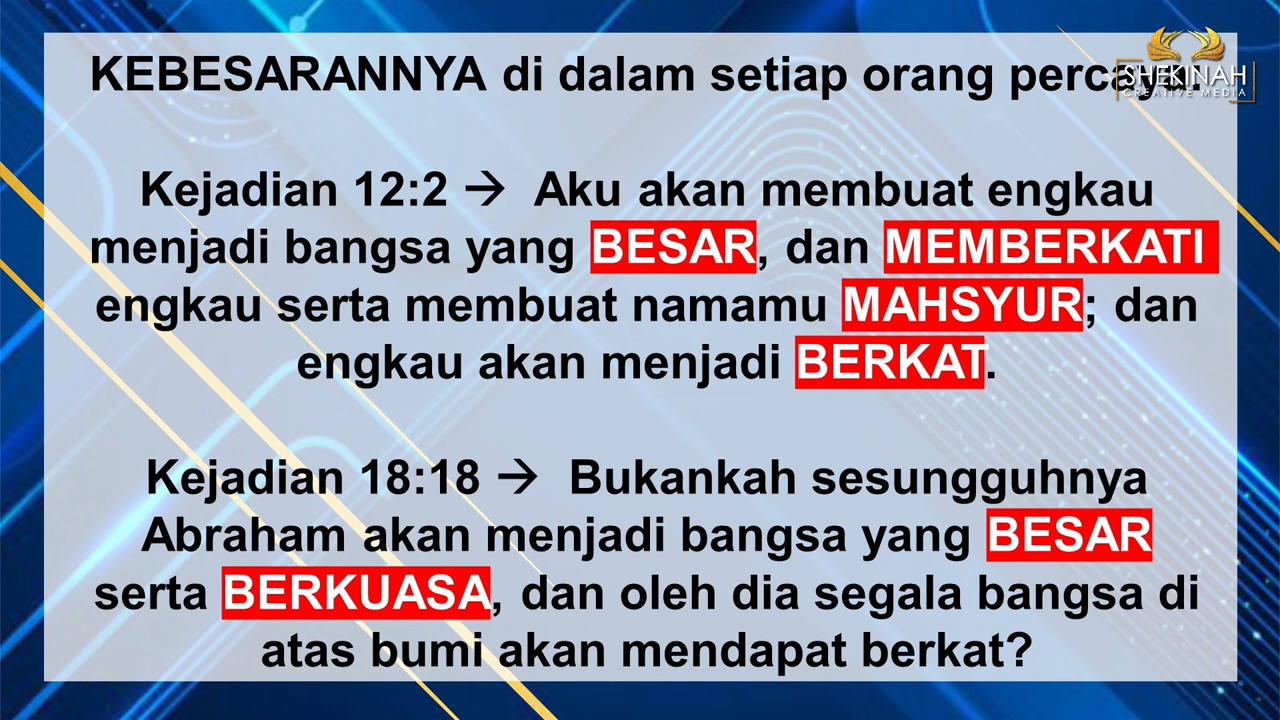 KEBESARANNYA di dalam setiap orang
SHEKINAH
CREATIVE MEDIA
Kejadian 12:2 → Aku akan membuat engkau
menjadi bangsa yang BESAR, dan MEMBERKATI
engkau serta membuat namamu MAHSYUR; dan
engkau akan menjadi BERKAT.
Kejadian 18:18 → Bukankah sesungguhnya
Abraham akan menjadi bangsa yang BESAR
serta BERKUASA, dan oleh dia segala bangsa di
atas bumi akan mendapat berkat?